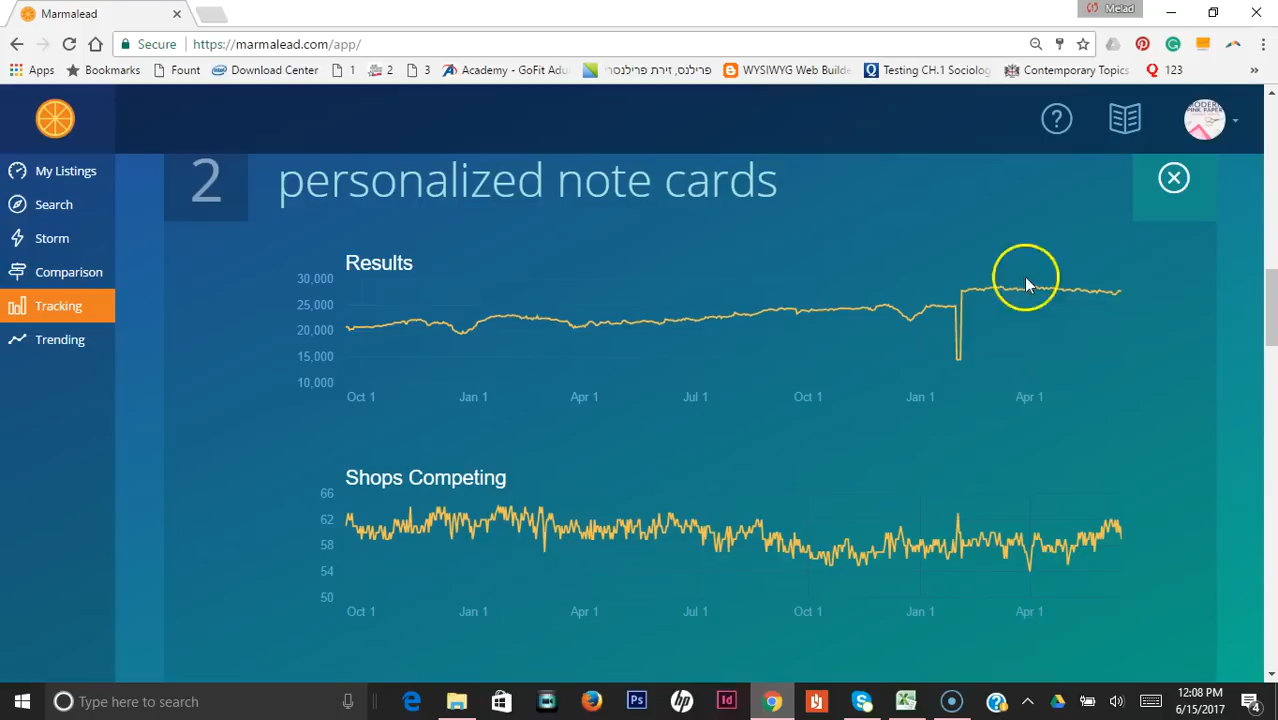 Marmalead
Melad
Secure https://marmalead.com/app/
Apps Bookmarks Fount Download Center 1 2 3 Academy - GoFit Adu פרילנס, זירת פרילנסרי WYSIWYG Web Builde Testing CH.1 Sociolog Contemporary Topics 123 »
MODERN
PINK PAPER
My Listings
Search
Storm
Comparison
Tracking
Trending
2 personalized note cards
Results
30,000
25,000
20,000
15,000
10,000
Oct 1 Jan 1 Apr 1 Jul 1 Oct 1 Jan 1 Apr 1
Shops Competing
66
62
58
54
50
Oct 1 Jan 1 Apr 1 Jul 1 Oct 1 Jan 1 Apr 1
Type here to search
12:08 PM
6/15/2017
4